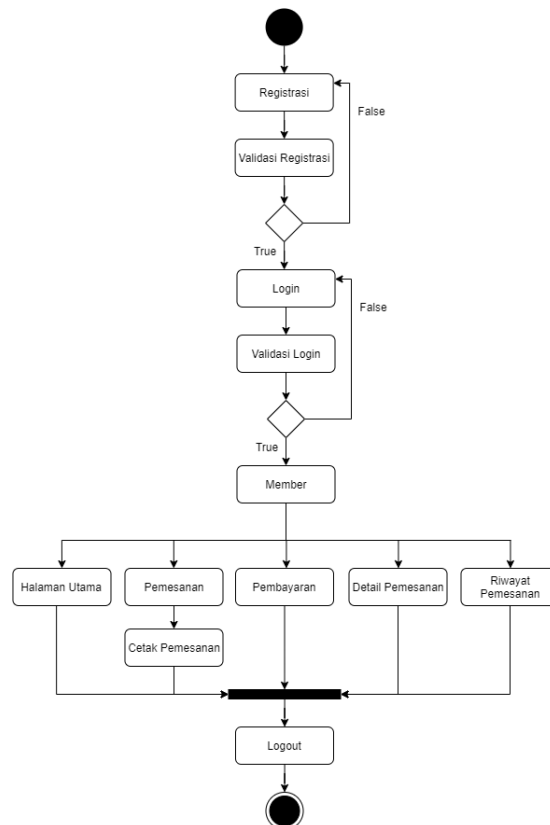 Registrasi
False
Validasi Registrasi
True
Login
False
Validasi Login
True
Member
Halaman Utama
Pemesanan
Pembayaran
Detail Pemesanan
Riwayat
Pemesanan
Cetak Pemesanan
Logout